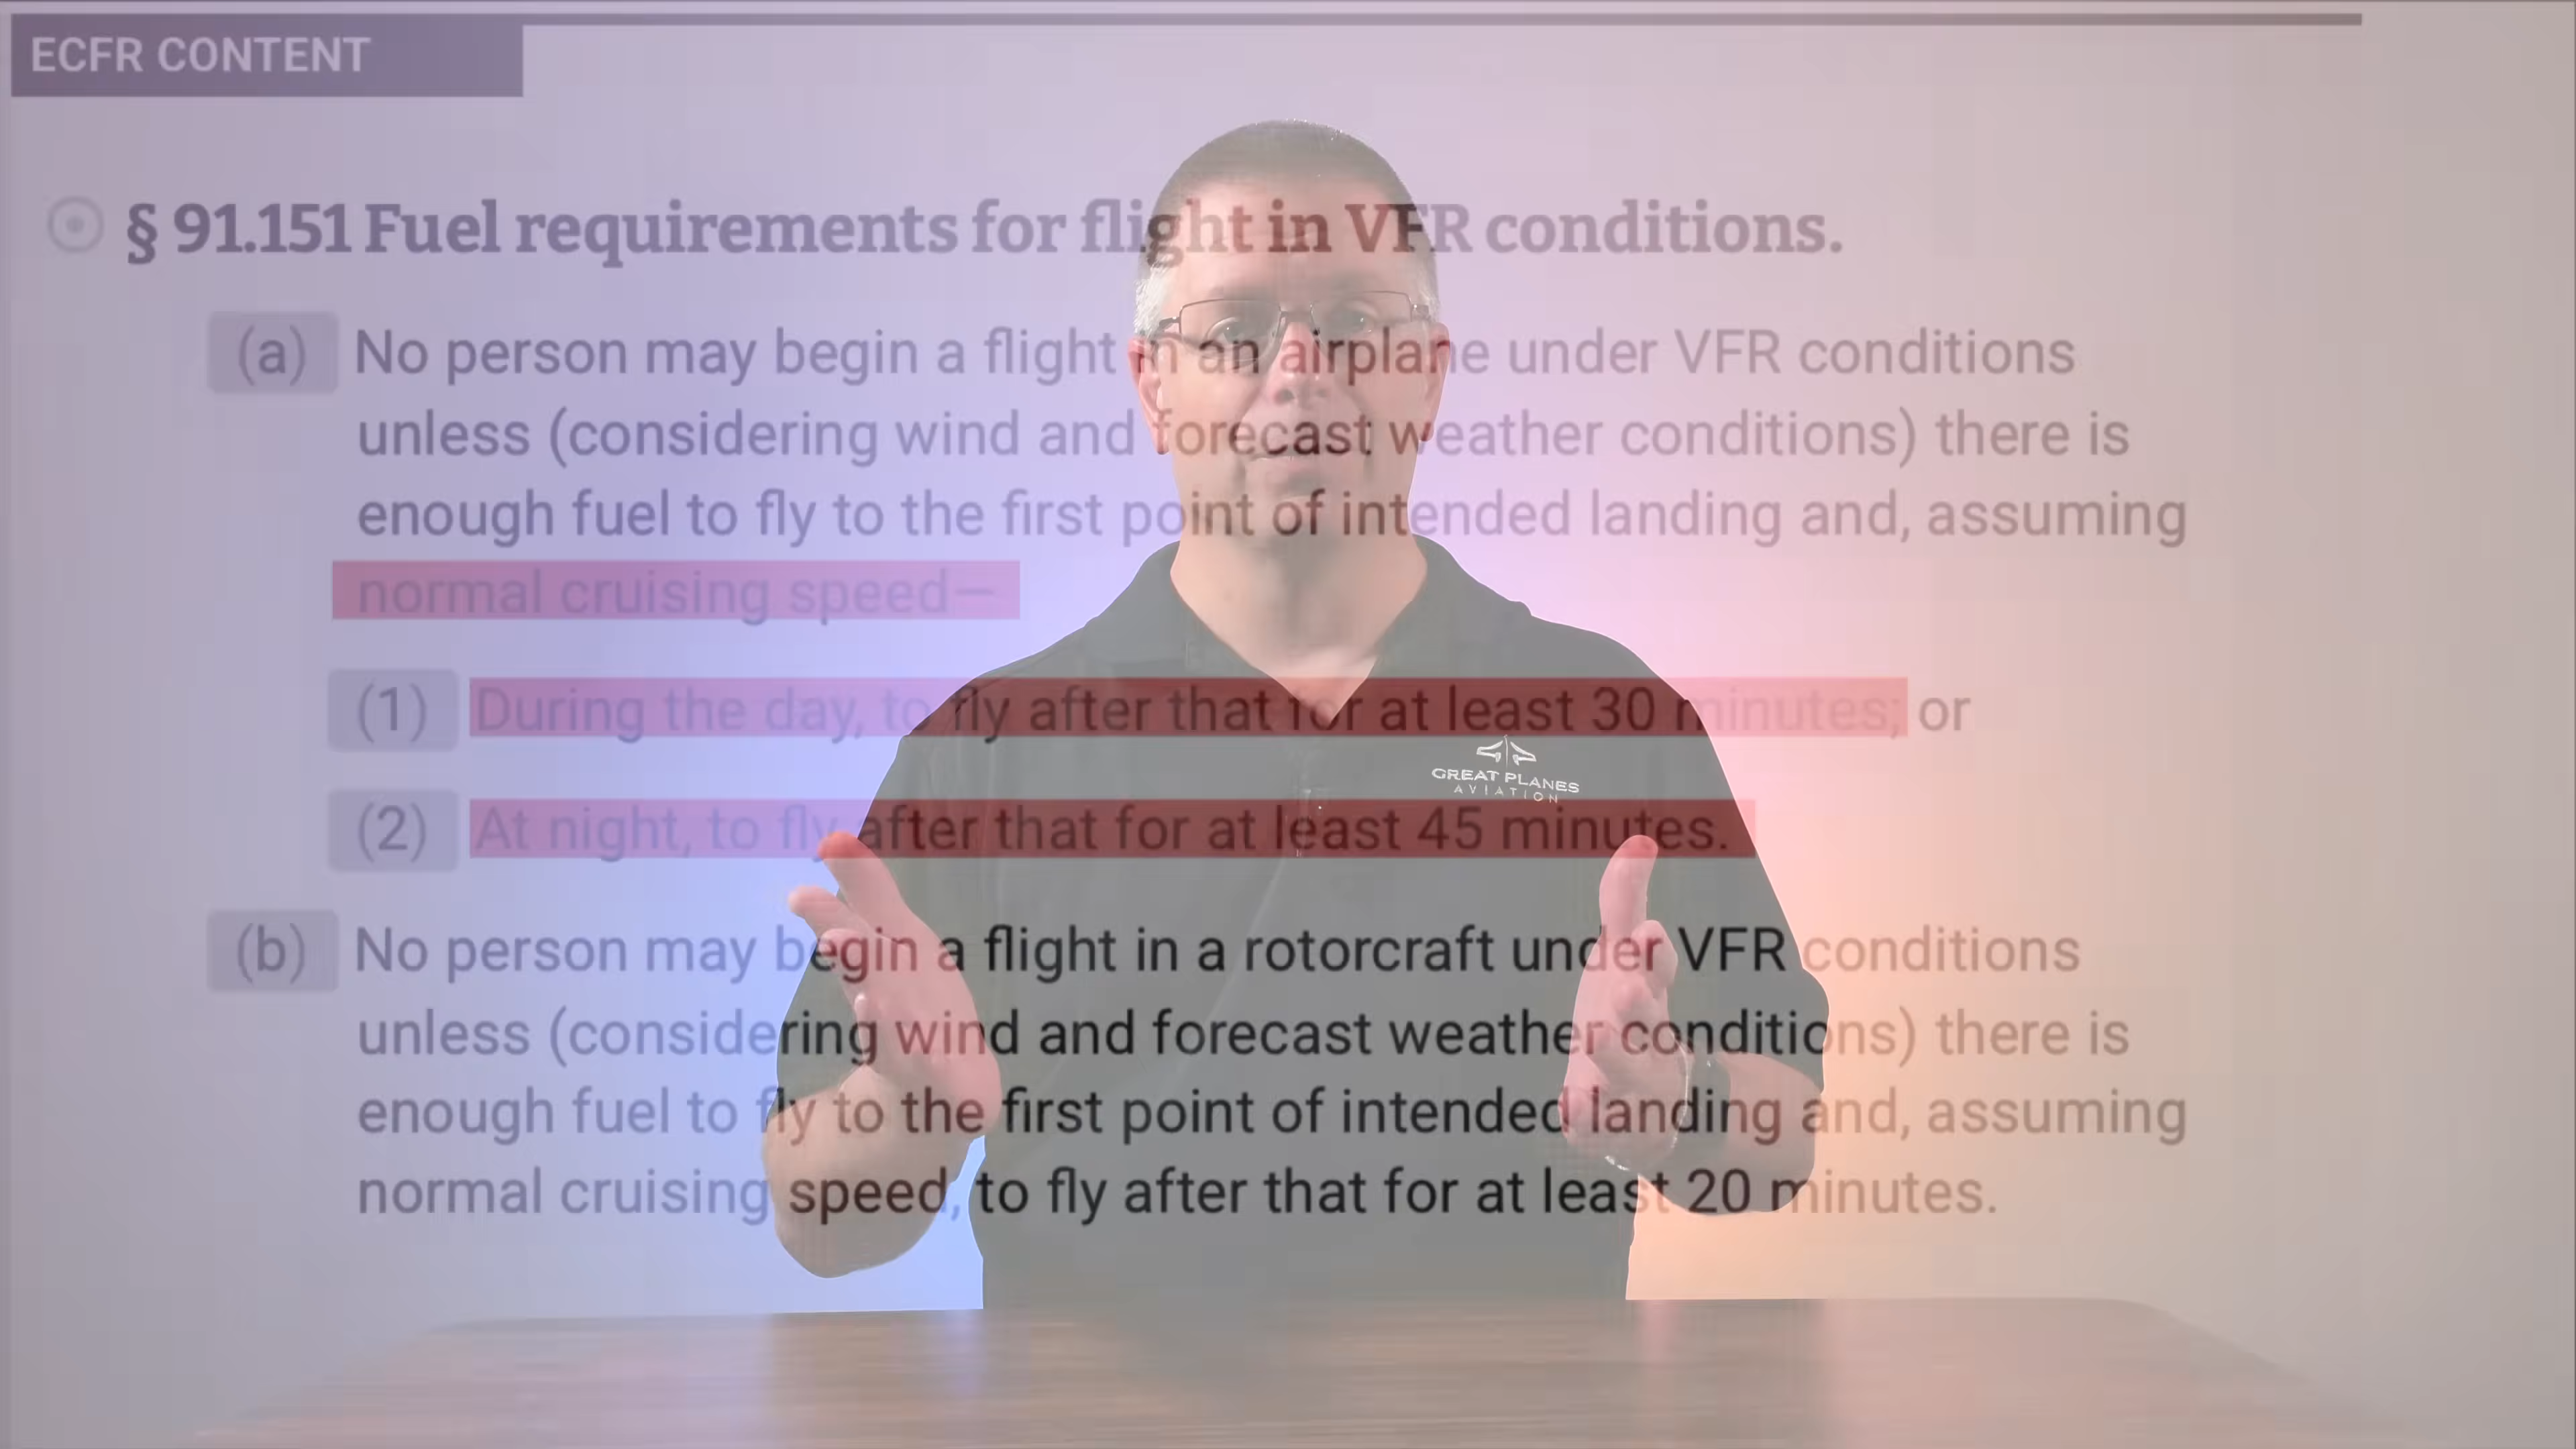 ECFR CONTENT
§ 91.151 Fuel requirements for flight in VFR conditions.
(a) No person may begin a flight in an airplane under VFR conditions
unless (considering wind and forecast weather conditions) there is
enough fuel to fly to the first point of intended landing and, assuming
normal cruising speed—
(1) During the day, to fly after that for at least 30 minutes; or
GREAT PLANES
AVIATION
(2) At night, to fly after that for at least 45 minutes.
(b) No person may begin a flight in a rotorcraft under VFR conditions
unless (considering wind and forecast weather conditions) there is
enough fuel to fly to the first point of intended landing and, assuming
normal cruising speed, to fly after that for at least 20 minutes.